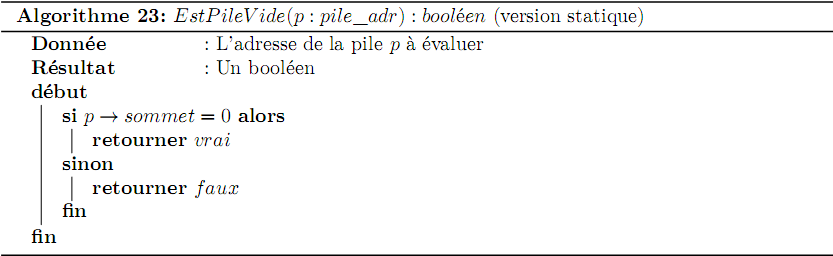 Algorithme 23: EstPileVide(p : pile_adr) : booléen (version statique)
Donnée : L'adresse de la pile p à évaluer
Résultat : Un booléen
début
si p → sommet = 0 alors
retourner vrai
sinon
retourner faux
fin
fin